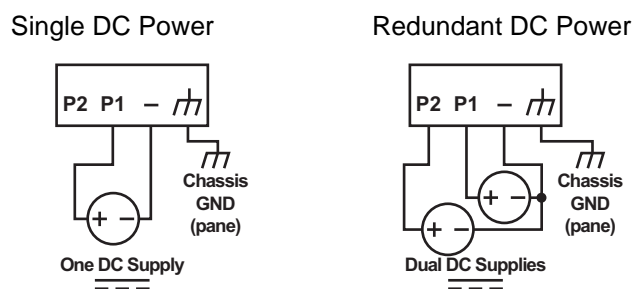 Single DC Power
P2 P1 –
+ –
Chassis
GND
(pane)
One DC Supply
Redundant DC Power
P2 P1 –
+ –
+ –
Chassis
GND
(pane)
Dual DC Supplies